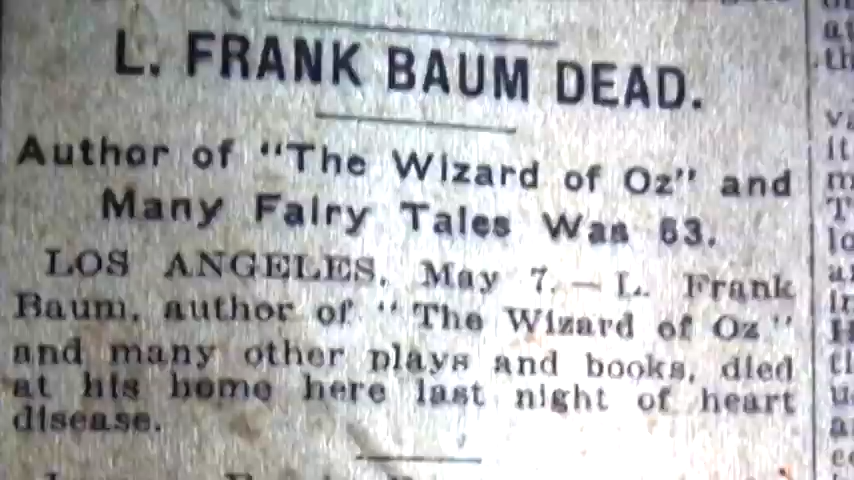 L. FRANK BAUM DEAD.
Author of "The Wizard of Oz" and
Many Fairy Tales Was 63.
LOS ANGELES, May 7.—L. Frank
Baum, author of "The Wizard of Oz"
and many other plays and books, died
at his home here last night of heart
disease.